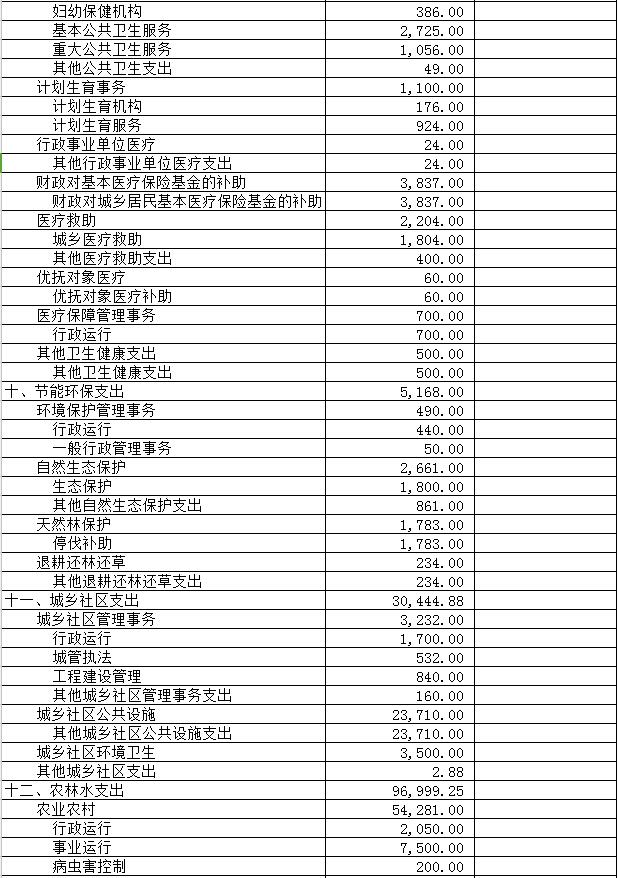 妇幼保健机构 386.00
基本公共卫生服务 2,725.00
重大公共卫生服务 1,056.00
其他公共卫生支出 49.00
计划生育事务 1,100.00
计划生育机构 176.00
计划生育服务 924.00
行政事业单位医疗 24.00
其他行政事业单位医疗支出 24.00
财政对基本医疗保险基金的补助 3,837.00
财政对城乡居民基本医疗保险基金的补助 3,837.00
医疗救助 2,204.00
城乡医疗救助 1,804.00
其他医疗救助支出 400.00
优抚对象医疗 60.00
优抚对象医疗补助 60.00
医疗保障管理事务 700.00
行政运行 700.00
其他卫生健康支出 500.00
其他卫生健康支出 500.00
十、节能环保支出 5,168.00
环境保护管理事务 490.00
行政运行 440.00
一般行政管理事务 50.00
自然生态保护 2,661.00
生态保护 1,800.00
其他自然生态保护支出 861.00
天然林保护 1,783.00
停伐补助 1,783.00
退耕还林还草 234.00
其他退耕还林还草支出 234.00
十一、城乡社区支出 30,444.88
城乡社区管理事务 3,232.00
行政运行 1,700.00
城管执法 532.00
工程建设管理 840.00
其他城乡社区管理事务支出 160.00
城乡社区公共设施 23,710.00
其他城乡社区公共设施支出 23,710.00
城乡社区环境卫生 3,500.00
其他城乡社区支出 2.88
十二、农林水支出 96,999.25
农业农村 54,281.00
行政运行 2,050.00
事业运行 7,500.00
病虫害控制 200.00